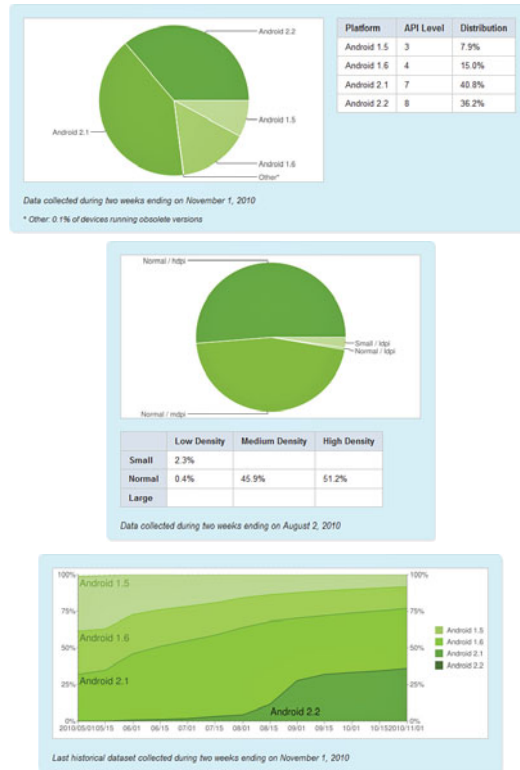 Android 2.2
Android 2.1
Android 1.5
Android 1.6
Other*
Platform API Level Distribution
Android 1.5 3 7.9%
Android 1.6 4 15.0%
Android 2.1 7 40.8%
Android 2.2 8 36.2%
Data collected during two weeks ending on November 1, 2010
* Other: 0.1% of devices running obsolete versions
Normal / hdpi
Small / ldpi
Normal / ldpi
Normal / mdpi
Low Density Medium Density High Density
Small 2.3%
Normal 0.4% 45.9% 51.2%
Large
Data collected during two weeks ending on August 2, 2010
100% 100%
Android 1.5
75% 75%
Android 1.6
Android 1.5
50% 50%
Android 1.6
Android 2.1
Android 2.2
Android 2.1
25% 25%
Android 2.2
0% 0%
2010/05/01 05/15 06/01 06/15 07/01 07/15 08/01 08/15 09/01 09/15 10/01 10/15 2010/11/01
Last historical dataset collected during two weeks ending on November 1, 2010